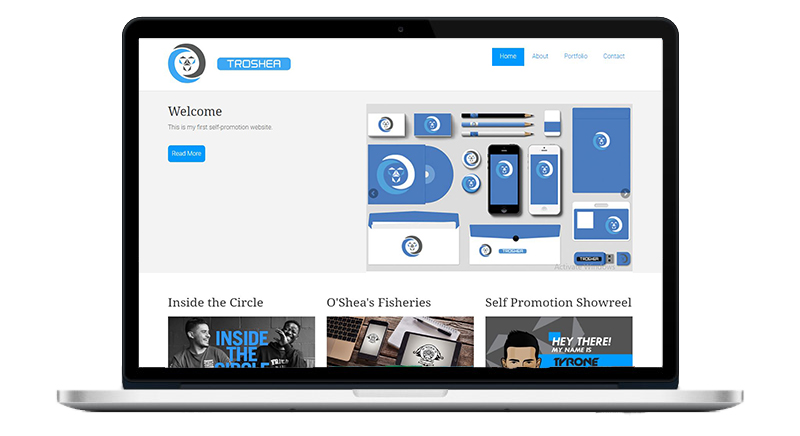 TROSHEA
Home About Portfolio Contact
Welcome
This is my first self-promotion website
Read More
TROSHEA
TROSHEA
Activate Windows
Inside the Circle
O'Shea's Fisheries
Self Promotion Showreel
INSIDE
THE
CIRCLE
HEY THERE!
MY NAME IS
TYRONE